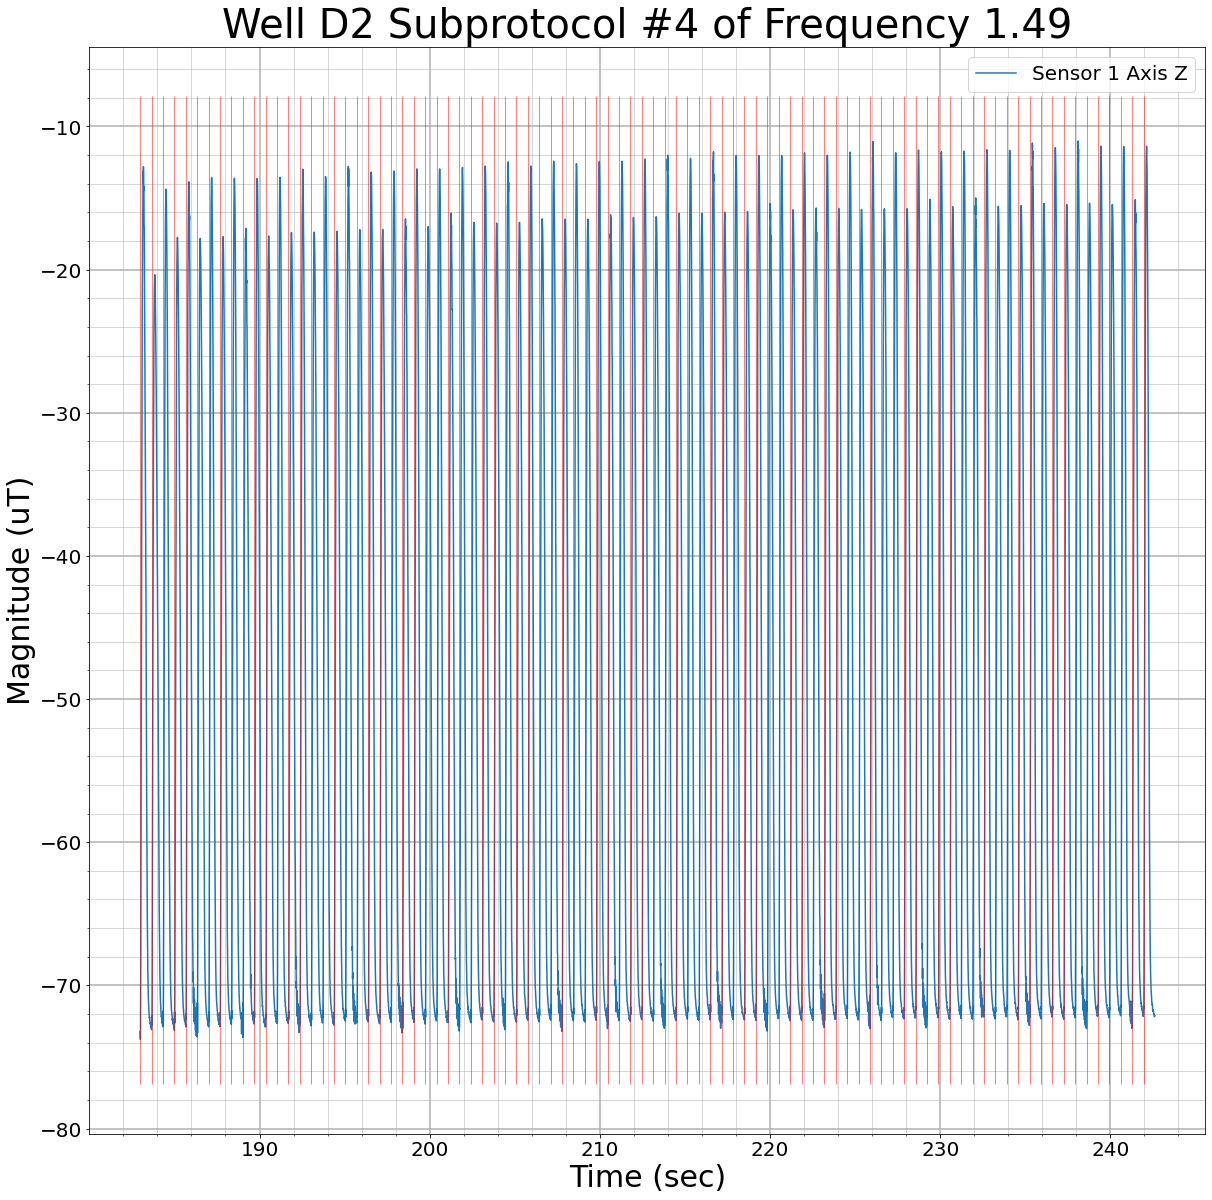 Well D2 Subprotocol #4 of Frequency 1.49
Sensor 1 Axis Z
−10
−20
−30
−40
−50
−60
−70
−80
Magnitude (uT)
190 200 210 220 230 240
Time (sec)